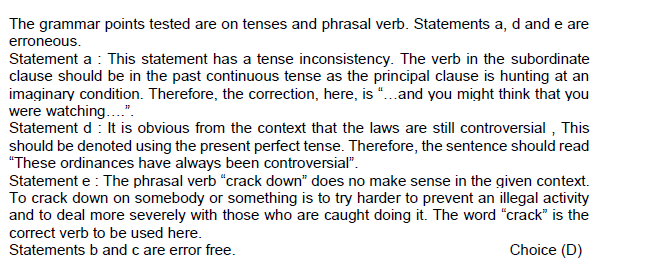 The grammar points tested are on tenses and phrasal verb. Statements a, d and e are
erroneous.
Statement a : This statement has a tense inconsistency. The verb in the subordinate
clause should be in the past continuous tense as the principal clause is hunting at an
imaginary condition. Therefore, the correction, here, is “...and you might think that you
were watching....”.
Statement d : It is obvious from the context that the laws are still controversial , This
should be denoted using the present perfect tense. Therefore, the sentence should read
“These ordinances have always been controversial”.
Statement e : The phrasal verb “crack down” does no make sense in the given context.
To crack down on somebody or something is to try harder to prevent an illegal activity
and to deal more severely with those who are caught doing it. The word “crack” is the
correct verb to be used here.
Statements b and c are error free. Choice (D)